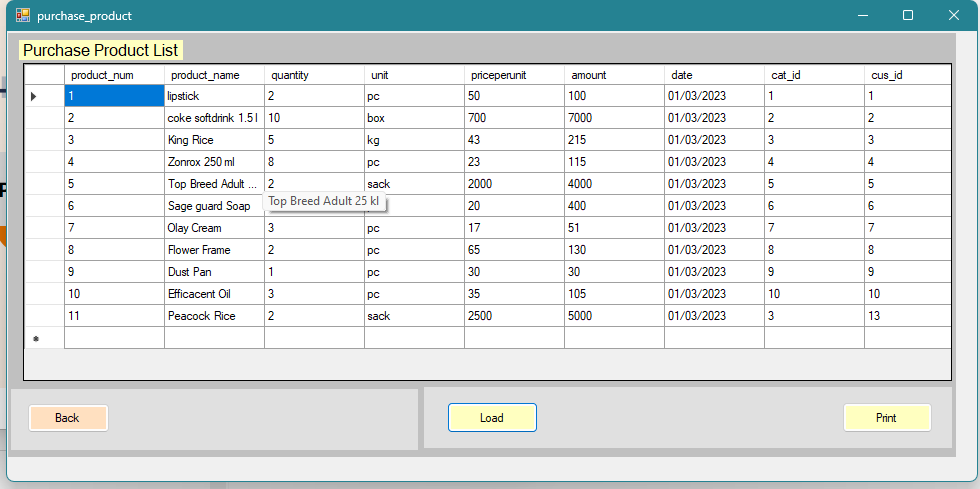 purchase_product
Purchase Product List
product_num product_name quantity unit priceperunit amount date cat_id cus_id
1 lipstick 2 pc 50 100 01/03/2023 1 1
2 coke softdrink 1.5 l 10 box 700 7000 01/03/2023 2 2
3 King Rice 5 kg 43 215 01/03/2023 3 3
4 Zonrox 250 ml 8 pc 23 115 01/03/2023 4 4
5 Top Breed Adult ... 2 sack 2000 4000 01/03/2023 5 5
6 Sage guard Soap 20 400 01/03/2023 6 6
Top Breed Adult 25 kl
7 Olay Cream 3 pc 17 51 01/03/2023 7 7
8 Flower Frame 2 pc 65 130 01/03/2023 8 8
9 Dust Pan 1 pc 30 30 01/03/2023 9 9
10 Efficacent Oil 3 pc 35 105 01/03/2023 10 10
11 Peacock Rice 2 sack 2500 5000 01/03/2023 3 13
Back Load Print